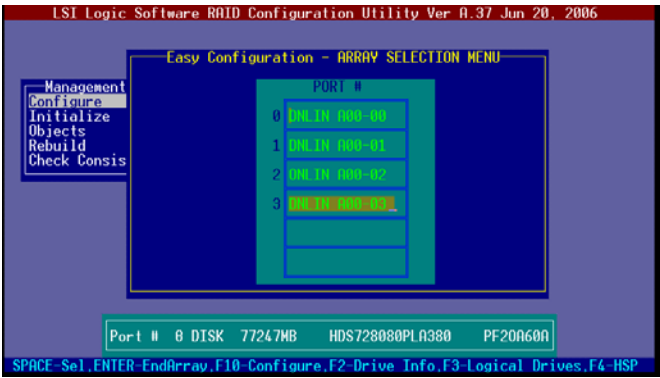 LSI Logic Software RAID Configuration Utility Ver A.37 Jun 20, 2006
Easy Configuration - ARRAY SELECTION MENU
Management
Configure
Initialize
Objects
Rebuild
Check Consis
PORT #
0 ONLIN A00-00
1 ONLIN A00-01
2 ONLIN A00-02
3 ONLIN A00-03_
Port # 0 DISK 77247MB HDS728080PLA380 PF2OA60A
SPACE-Sel,ENTER-EndArray,F10-Configure,F2-Drive Info,F3-Logical Drives,F4-HSP